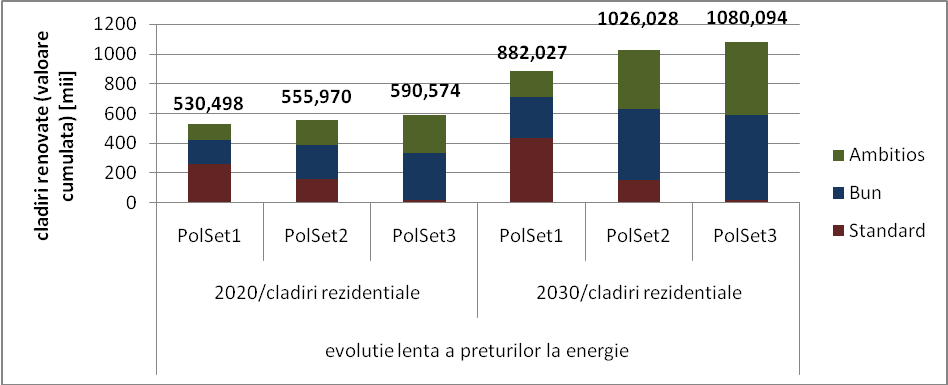 cladiri renovate (valoare
cumulata) [mii]
1200
1000
800
600
400
200
0
530,498
555,970
590,574
882,027
1026,028
1080,094
PolSet1
PolSet2
PolSet3
PolSet1
PolSet2
PolSet3
2020/cladiri rezidentiale
2030/cladiri rezidentiale
evolutie lenta a preturilor la energie
Ambitios
Bun
Standard